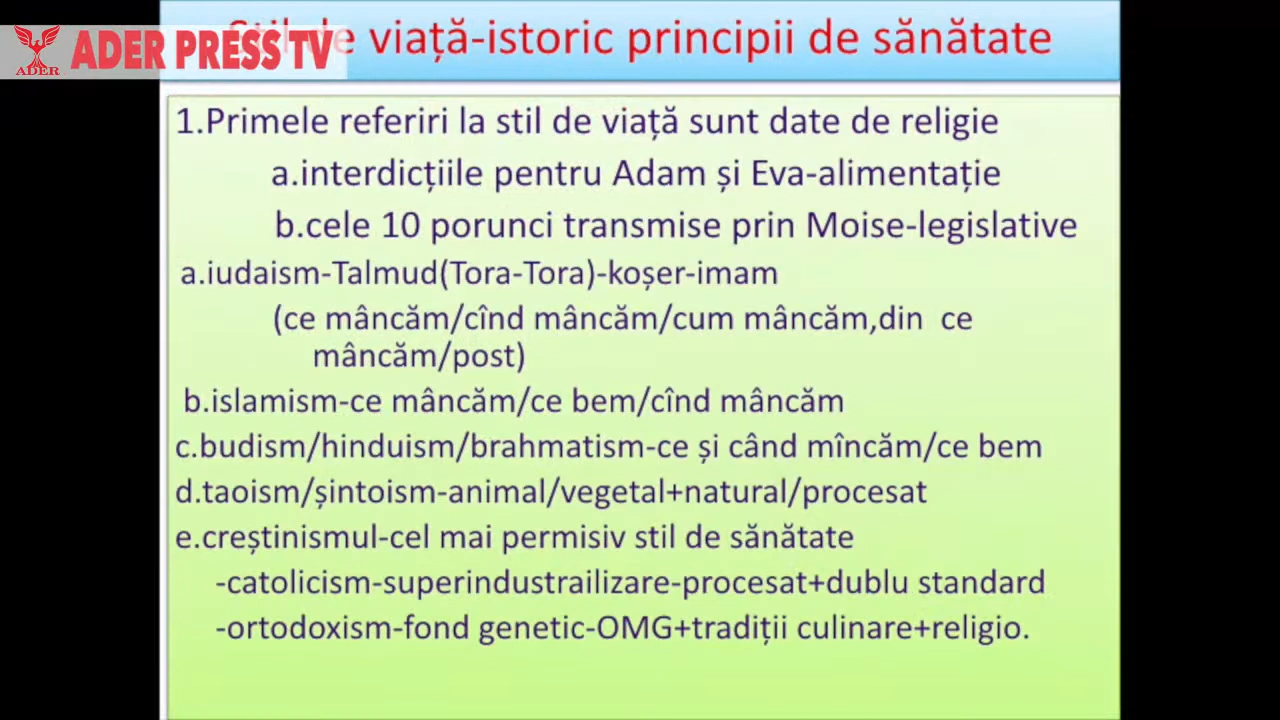 ADER PRESS TV
ADER
Stil de viață-istoric principii de sănătate
1.Primele referiri la stil de viață sunt date de religie
a.interdicțiile pentru Adam și Eva-alimentație
b.cele 10 porunci transmise prin Moise-legislative
a.iudaism-Talmud(Tora-Tora)-koșer-imam
(ce mâncăm/cînd mâncăm/cum mâncăm,din ce
mâncăm/post)
b.islamism-ce mâncăm/ce bem/cînd mâncăm
c.budism/hinduism/brahmatism-ce și când mîncăm/ce bem
d.taoism/șintoism-animal/vegetal+natural/procesat
e.creștinismul-cel mai permisiv stil de sănătate
-catolicism-superindustrailizare-procesat+dublu standard
-ortodoxism-fond genetic-OMG+tradiții culinare+religio.